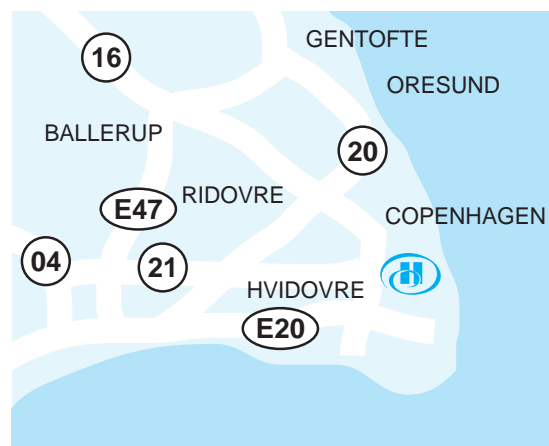 GENTOFTE
16
ORESUND
BALLERUP
20
RIDOVRE
E47
COPENHAGEN
04
21
H
HVIDOVRE
E20